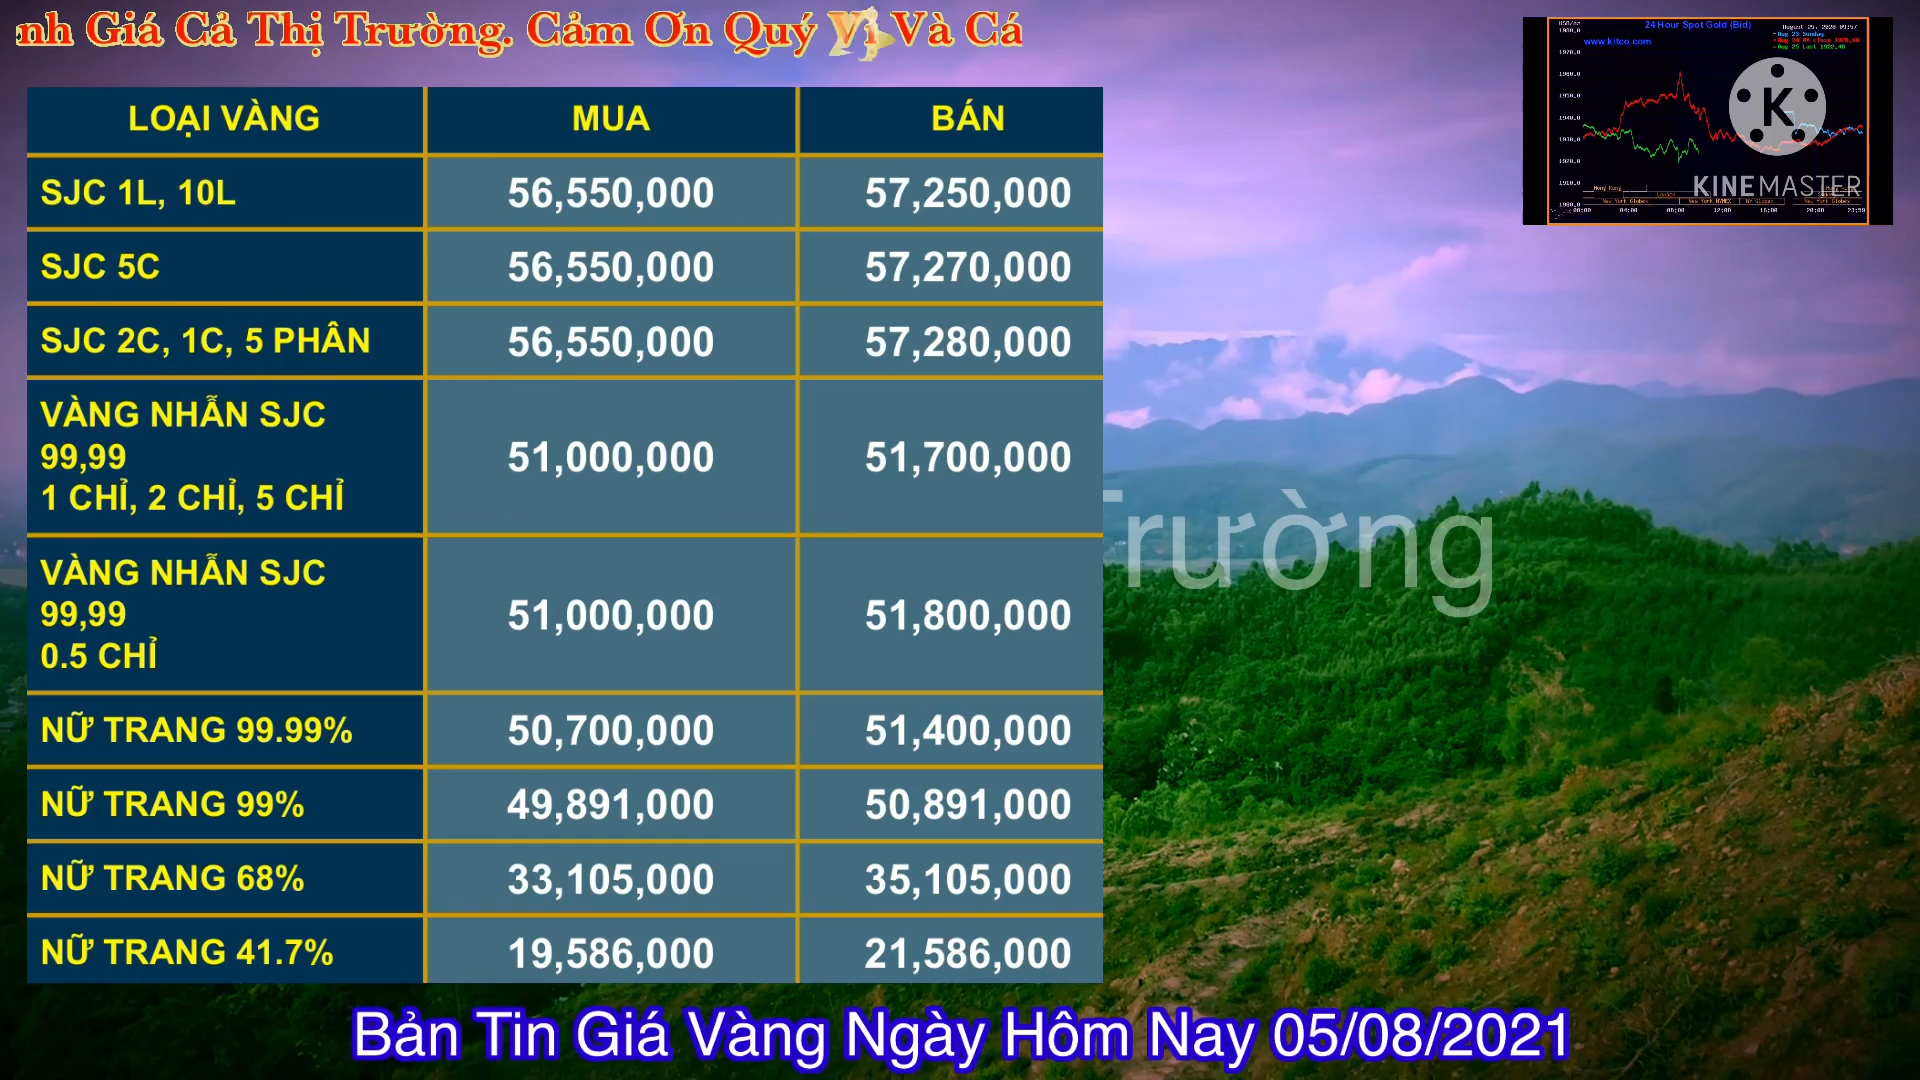 nh Giá Cả Thị Trường. Cảm Ơn Quý Vị Và Cá
24 Hour Spot Gold (Bid)
www.kitco.com
KINEMASTER
LOẠI VÀNG MUA BÁN
SJC 1L, 10L 56,550,000 57,250,000
SJC 5C 56,550,000 57,270,000
SJC 2C, 1C, 5 PHÂN 56,550,000 57,280,000
VÀNG NHẪN SJC
99,99
1 CHỈ, 2 CHỈ, 5 CHỈ 51,000,000 51,700,000
VÀNG NHẪN SJC
99,99
0.5 CHỈ 51,000,000 51,800,000
NỮ TRANG 99.99% 50,700,000 51,400,000
NỮ TRANG 99% 49,891,000 50,891,000
NỮ TRANG 68% 33,105,000 35,105,000
NỮ TRANG 41.7% 19,586,000 21,586,000
Trường
Bản Tin Giá Vàng Ngày Hôm Nay 05/08/2021